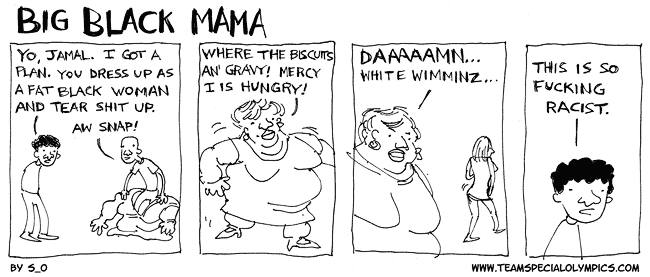 BIG BLACK MAMA
YO, JAMAL. I GOT A
PLAN. YOU DRESS UP AS
A FAT BLACK WOMAN
AND TEAR SHIT UP.
AW SNAP!
WHERE THE BISCUITS
AN' GRAVY! MERCY
I IS HUNGRY!
DAAAAAMN...
WHITE WIMMINZ...
THIS IS SO
FUCKING
RACIST.
BY S_O
WWW.TEAMSPECIALOLYMPICS.COM